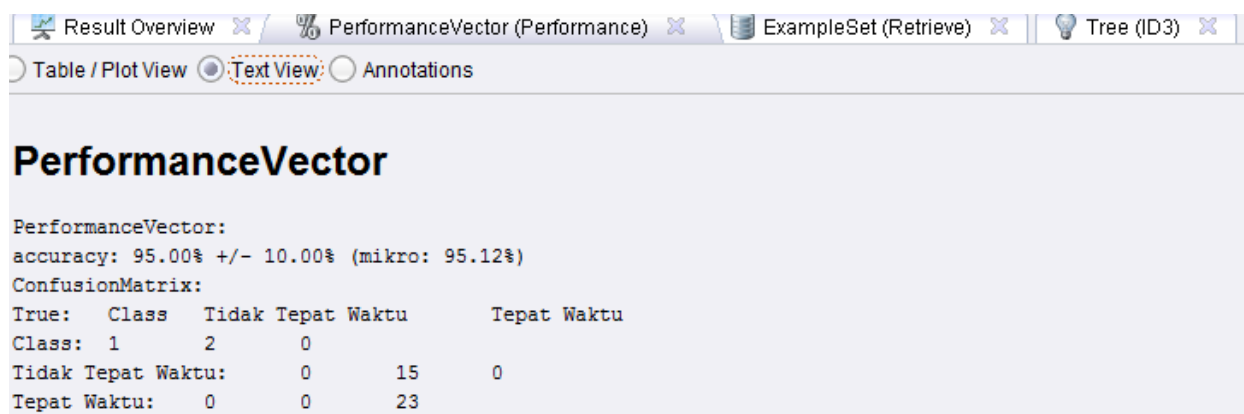 Result Overview PerformanceVector (Performance) ExampleSet (Retrieve) Tree (ID3)
Table / Plot View Text View Annotations
PerformanceVector
PerformanceVector:
accuracy: 95.00% +/- 10.00% (mikro: 95.12%)
ConfusionMatrix:
True: Class Tidak Tepat Waktu Tepat Waktu
Class: 1 2 0
Tidak Tepat Waktu: 0 15 0
Tepat Waktu: 0 0 23